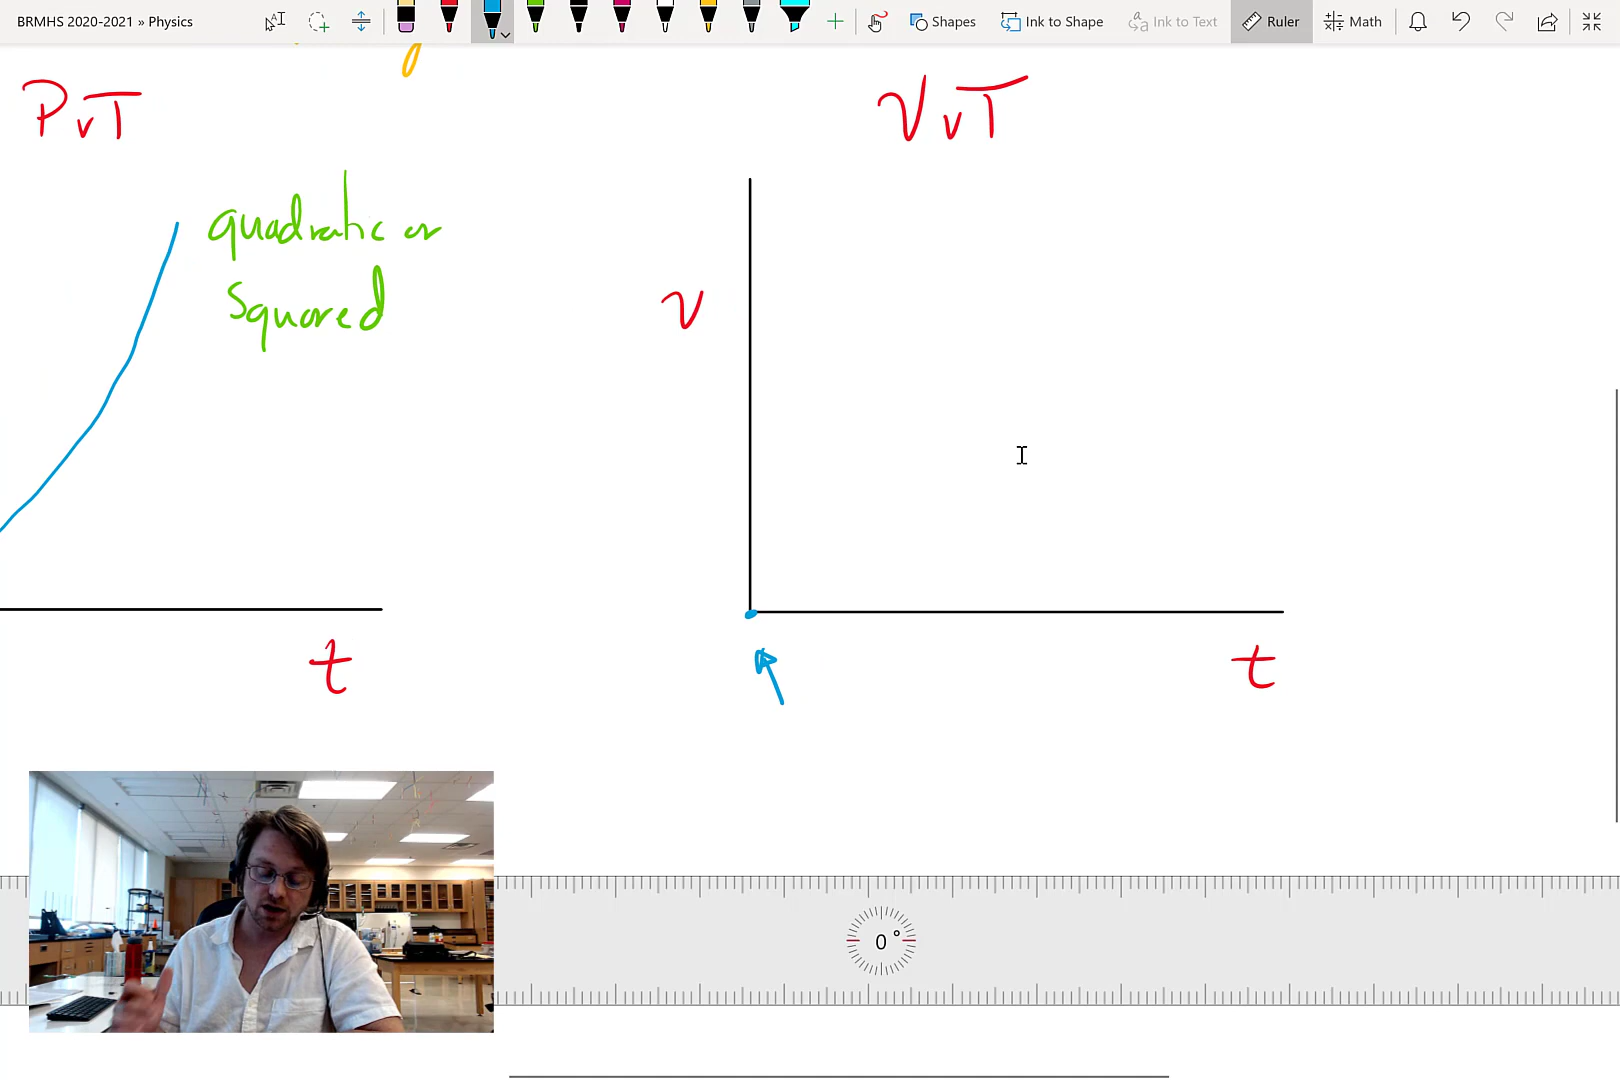 BRMHS 2020-2021 » Physics
Shapes
Ink to Shape
Ink to Text
Ruler
Math
PvT
VvT
quadratic or
Squared
v
t
t
0°